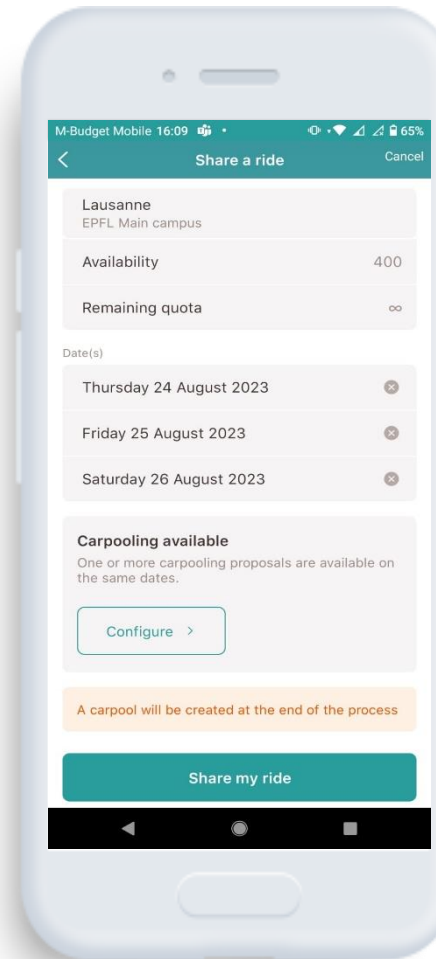 M-Budget Mobile 16:09 65%
Share a ride Cancel
Lausanne
EPFL Main campus
Availability 400
Remaining quota ∞
Date(s)
Thursday 24 August 2023
Friday 25 August 2023
Saturday 26 August 2023
Carpooling available
One or more carpooling proposals are available on
the same dates.
Configure >
A carpool will be created at the end of the process
Share my ride